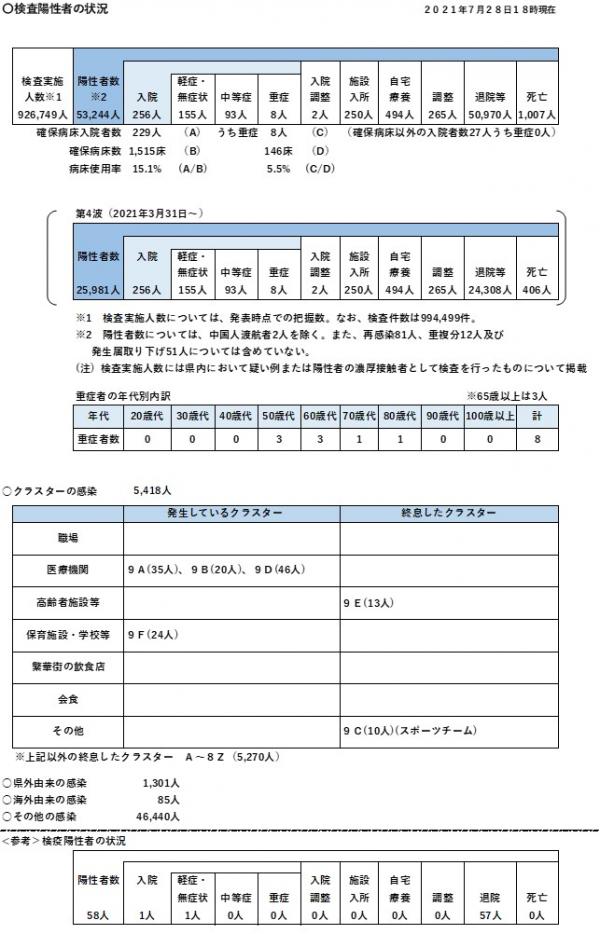 〇検査陽性者の状況 ２０２１年７月２８日１８時現在
検査実施 陽性者数 入院 軽症・ 中等症 重症 入院 施設 自宅 調整 退院等 死亡
人数※1 ※2 無症状 調整 入所 療養
926,749人 53,244人 256人 155人 93人 8人 2人 250人 494人 265人 50,970人 1,007人
確保病床入院者数 229人 (A) うち重症 8人 (C) （確保病床以外の入院者数27人うち重症0人）
確保病床数 1,515床 (B) 146床 (D)
病床使用率 15.1% (A/B) 5.5% (C/D)
第4波（2021年3月31日～）
陽性者数 入院 軽症・ 中等症 重症 入院 施設 自宅 調整 退院等 死亡
無症状 調整 入所 療養
25,981人 256人 155人 93人 8人 2人 250人 494人 265人 24,308人 406人
※1 検査実施人数については、発表時点での把握数。なお、検査件は994,499件。
※2 陽性者数については、中国人渡航者2人を除く。また、再感染81人、重複分12人及び
発生届取り下げ51人については含めていない。
(注) 検査実施人数には県内において疑い例または陽性者の濃厚接触者として検査を行ったものについて掲載
重症者の年代別内訳 ※65歳以上は3人
年代 20歳代 30歳代 40歳代 50歳代 60歳代 70歳代 80歳代 90歳代 100歳以上 計
重症者数 0 0 0 3 3 1 1 0 0 8
〇クラスターの感染 5,418人
発生しているクラスター 終息したクラスター
職場
医療機関 ９Ａ(35人)、９Ｂ(20人)、９Ｄ(46人)
高齢者施設等 ９Ｅ(13人)
保育施設・学校等 ９Ｆ(24人)
繁華街の飲食店
会食
その他 ９Ｃ(10人)(スポーツチーム)
※上記以外の終息したクラスター Ａ～８Ｚ（5,270人）
〇県外由来の感染 1,301人
〇海外由来の感染 85人
〇その他の感染 46,440人
＜参考＞検疫陽性者の状況
陽性者数 入院 軽症・ 中等症 重症 入院 施設 自宅 調整 退院 死亡
無症状 調整 入所 療養
58人 1人 1人 0人 0人 0人 0人 0人 0人 57人 0人